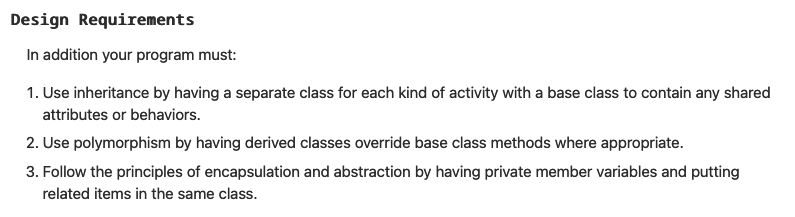 Design Requirements
In addition your program must:
1. Use inheritance by having a separate class for each kind of activity with a base class to contain any shared
attributes or behaviors.
2. Use polymorphism by having derived classes override base class methods where appropriate.
3. Follow the principles of encapsulation and abstraction by having private member variables and putting
related items in the same class.